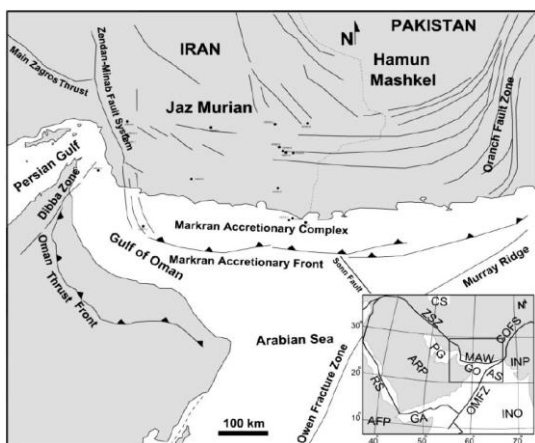 PAKISTAN
IRAN
N
Hamun
Mashkel
Main Zagros Thrust
Zendan-Minab Fault System
Jaz Murian
Ornach Fault Zone
Persian Gulf
Dibba Zone
Markran Accretionary Complex
Markran Accretionary Front
Gulf of Oman
Sonn Fault
Murray Ridge
Oman
Thrust Front
Arabian Sea
Owen Fracture Zone
100 km
CS
N
30°
ZSZ
COFS
PG
MAW
20°
ARP
GO
AS
INP
RS
OMFZ
10°
GA
AFP
INO
40°
50°
60°
70°